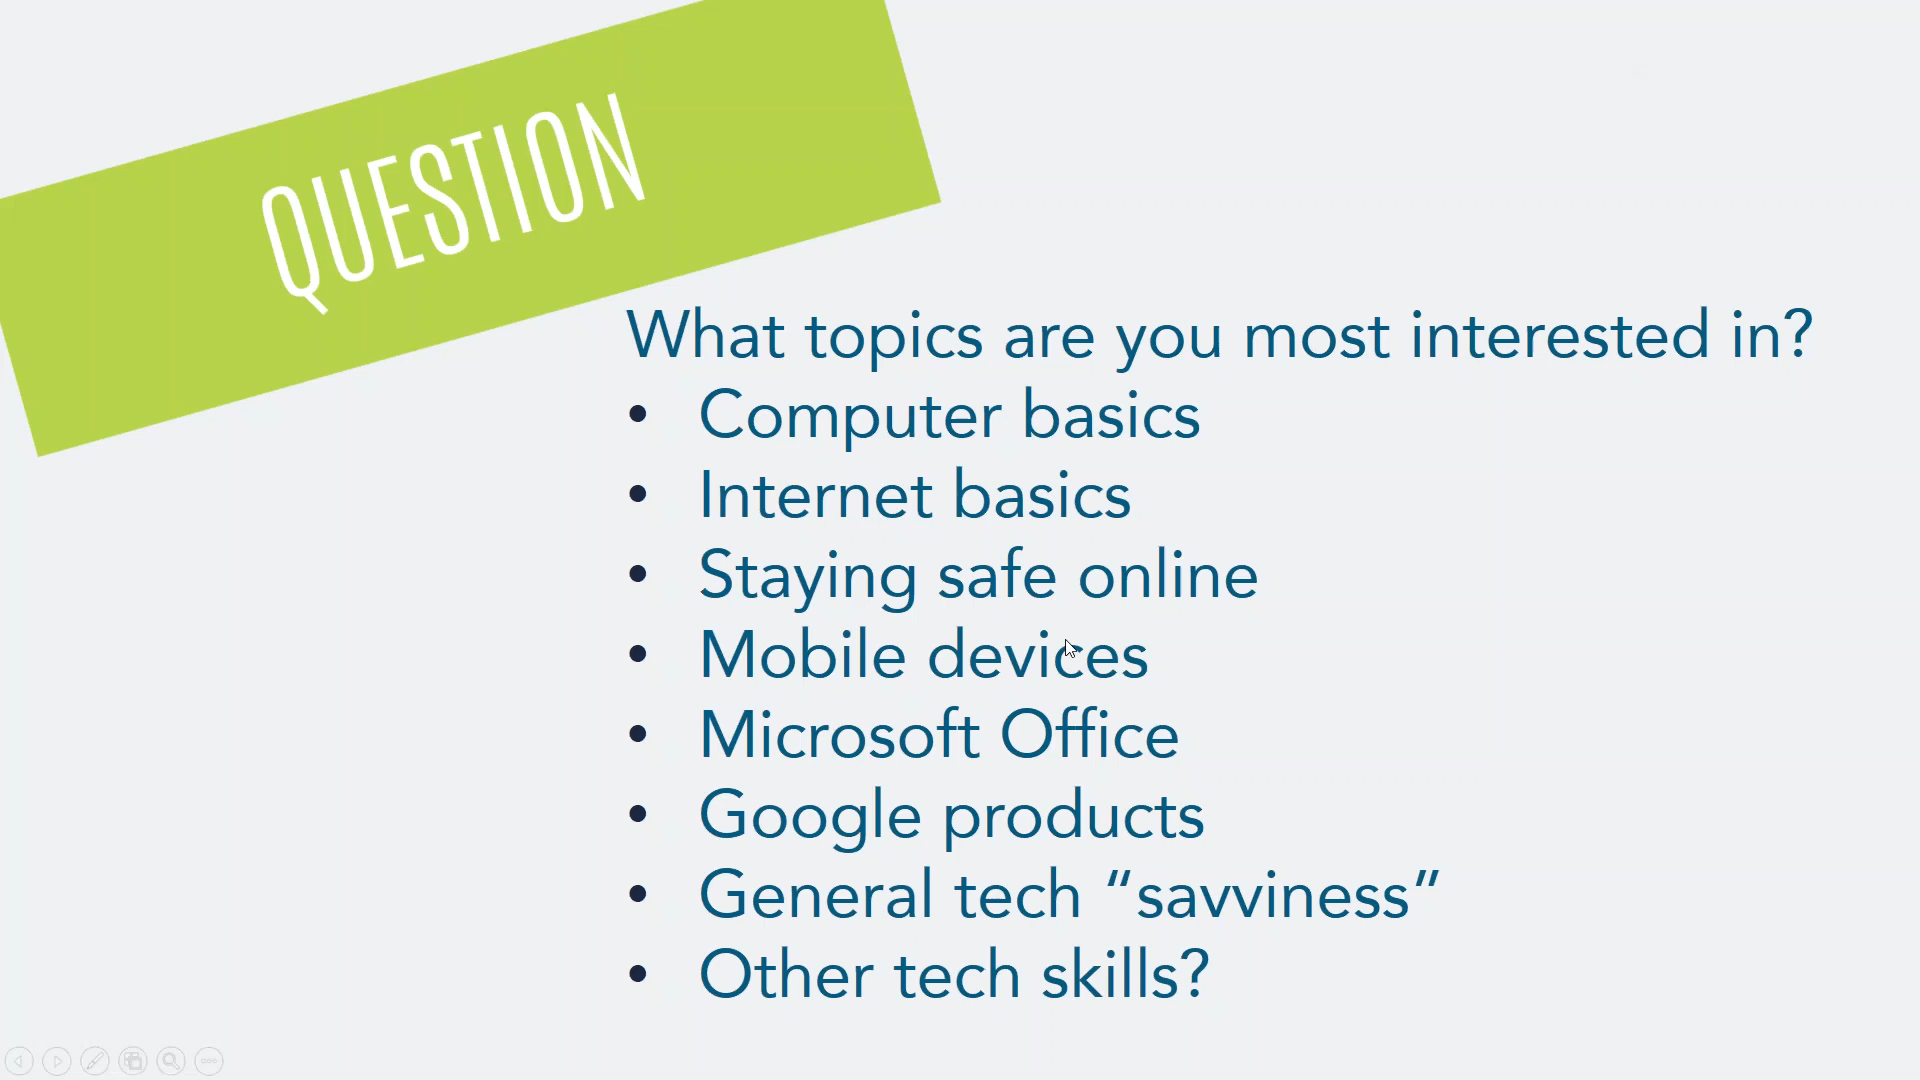 QUESTION
What topics are you most interested in?
• Computer basics
• Internet basics
• Staying safe online
• Mobile devices
• Microsoft Office
• Google products
• General tech “savviness”
• Other tech skills?